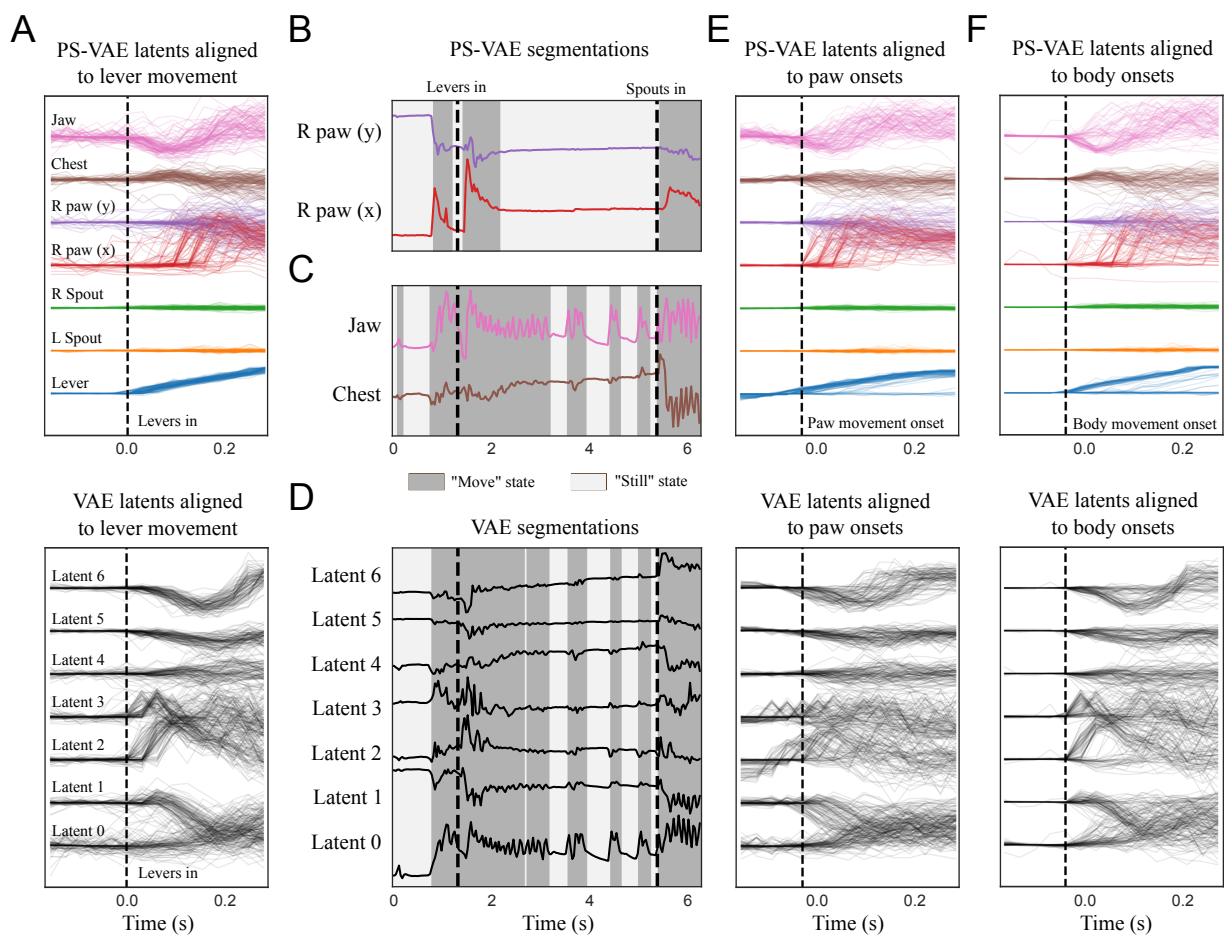 A
PS-VAE latents aligned
to lever movement
Jaw
Chest
R paw (y)
R paw (x)
R Spout
L Spout
Lever
Levers in
0.0
0.2
VAE latents aligned
to lever movement
Latent 6
Latent 5
Latent 4
Latent 3
Latent 2
Latent 1
Latent 0
Levers in
0.0
0.2
Time (s)
B
PS-VAE segmentations
Levers in
Spouts in
R paw (y)
R paw (x)
C
Jaw
Chest
0
2
4
6
"Move" state
"Still" state
D
VAE segmentations
Latent 6
Latent 5
Latent 4
Latent 3
Latent 2
Latent 1
Latent 0
0
2
4
6
Time (s)
E
PS-VAE latents aligned
to paw onsets
Paw movement onset
0.0
0.2
VAE latents aligned
to paw onsets
0.0
0.2
Time (s)
F
PS-VAE latents aligned
to body onsets
Body movement onset
0.0
0.2
VAE latents aligned
to body onsets
0.0
0.2
Time (s)